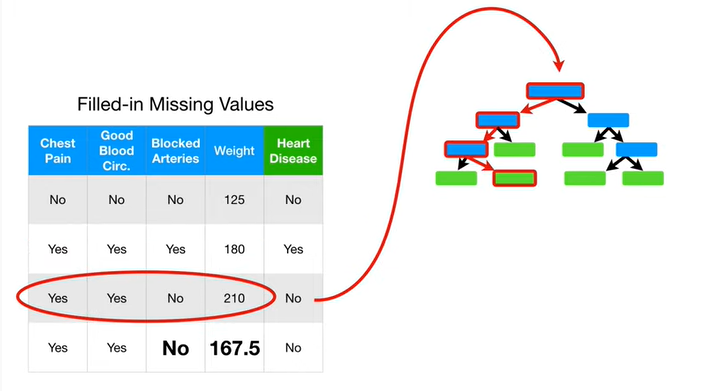 Filled-in Missing Values
Chest Pain Good Blood Circ. Blocked Arteries Weight Heart Disease
No No No 125 No
Yes Yes Yes 180 Yes
Yes Yes No 210 No
Yes Yes No 167.5 No